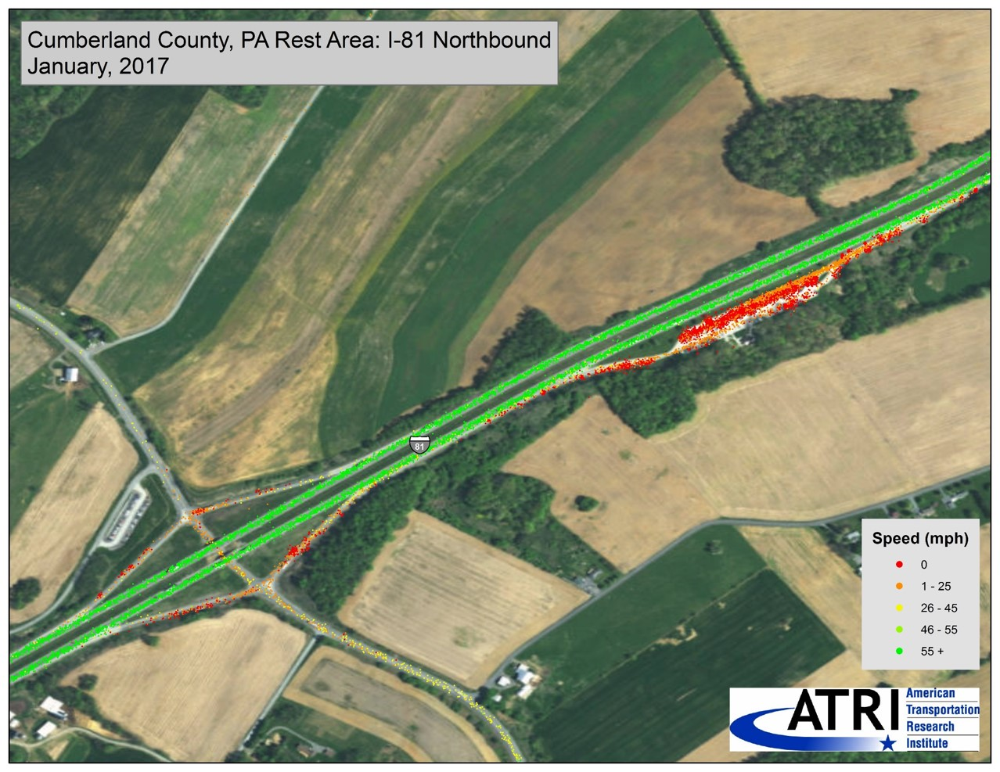 Cumberland County, PA Rest Area: I-81 Northbound
January, 2017
81
Speed (mph)
0
1 - 25
26 - 45
46 - 55
55 +
ATRI
American
Transportation
Research
Institute